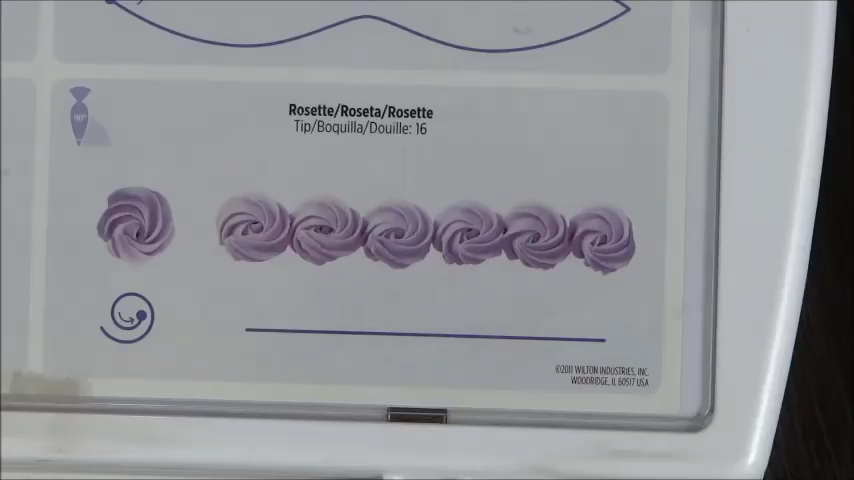 90°
Rosette/Roseta/Rosette
Tip/Boquilla/Douille: 16
©2011 WILTON INDUSTRIES, INC.
WOODRIDGE, IL 60517 USA